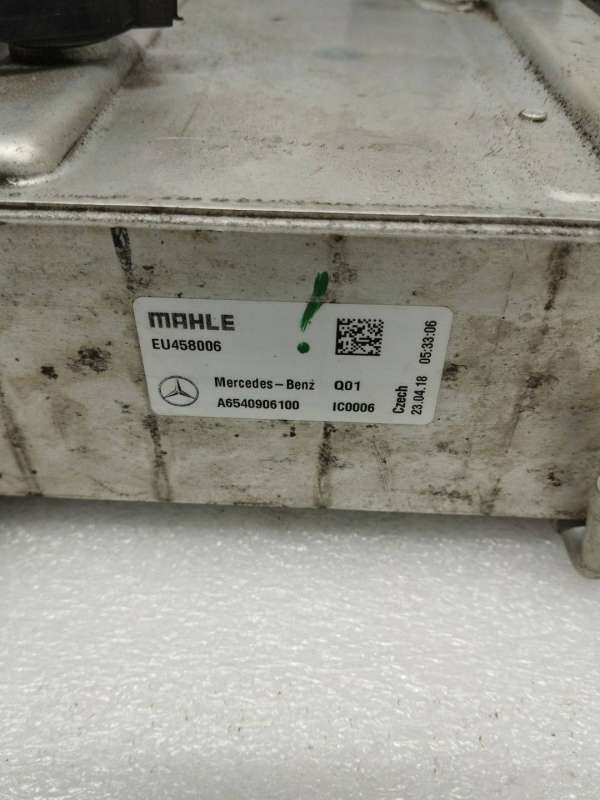 MAHLE
EU458006
Mercedes-Benz Q01
A6540906100 IC0006
Czech
23.04.18 05:33:06